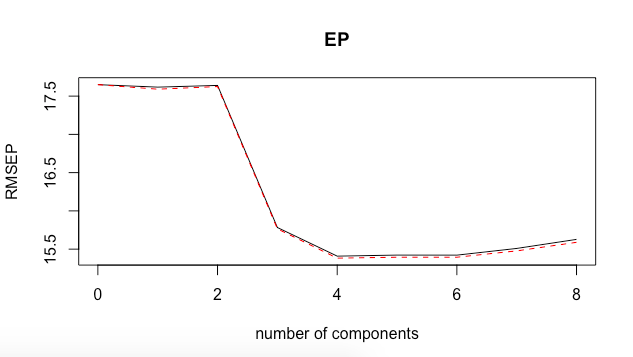 EP
RMSEP
17.5
16.5
15.5
0 2 4 6 8
number of components